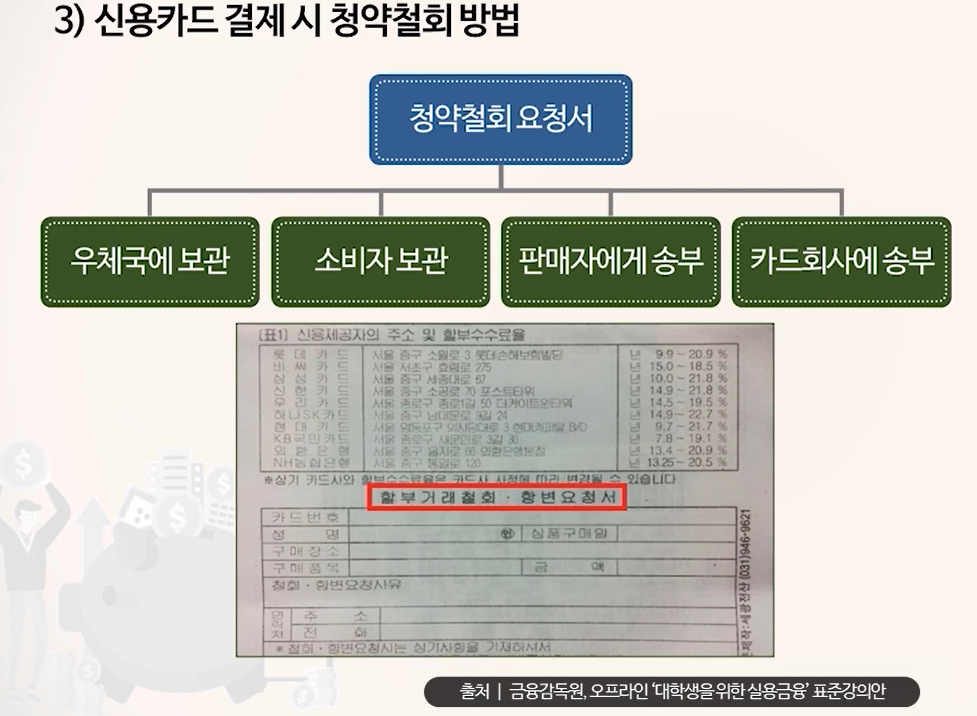 3) 신용카드 결제 시 청약철회 방법
청약철회 요청서
우체국에 보관
소비자 보관
판매자에게 송부
카드회사에 송부
(표1) 신용제공자의 주소 및 할부수수료율
롯데카드 서울 중구 소월로 3 롯데손해보험빌딩 년 9.9 ~ 20.9 %
비씨카드 서울 서초구 효령로 275 년 15.0 ~ 18.5 %
삼성카드 서울 중구 세종대로 67 년 10.0 ~ 21.8 %
신한카드 서울 중구 소공로 70 포스트타워 년 14.9 ~ 21.8 %
우리카드 서울 종로구 종로1길 50 더케이트윈타워 년 14.5 ~ 19.5 %
하나SK카드 서울 중구 남대문로 9길 24 년 14.9 ~ 22.7 %
현대카드 서울 영등포구 의사당대로 3 현대캐피탈 B/D 년 9.7 ~ 21.7 %
KB국민카드 서울 종로구 새문안로 3길 30 년 7.8 ~ 19.1 %
외환은행 서울 중구 을지로 66 외환은행본점 년 13.4 ~ 20.9 %
NH농협은행 서울 중구 통일로 120 년 13.25 ~ 20.5 %
※상기 카드사와 할부수수료율은 카드사 사정에 따라 변경될 수 있습니다
할부거래철회 · 항변요청서
카드번호
성 명 ㊞ 상품구매일
구매장소
구매품목 금 액
철회 · 항변요청사유
연락처 주 소
전 화
* 철회 · 항변요청시는 상기사항을 기재하셔서
제작:세광전산 (031)946-9621
출처 | 금융감독원, 오프라인 ‘대학생을 위한 실용금융’ 표준강의안